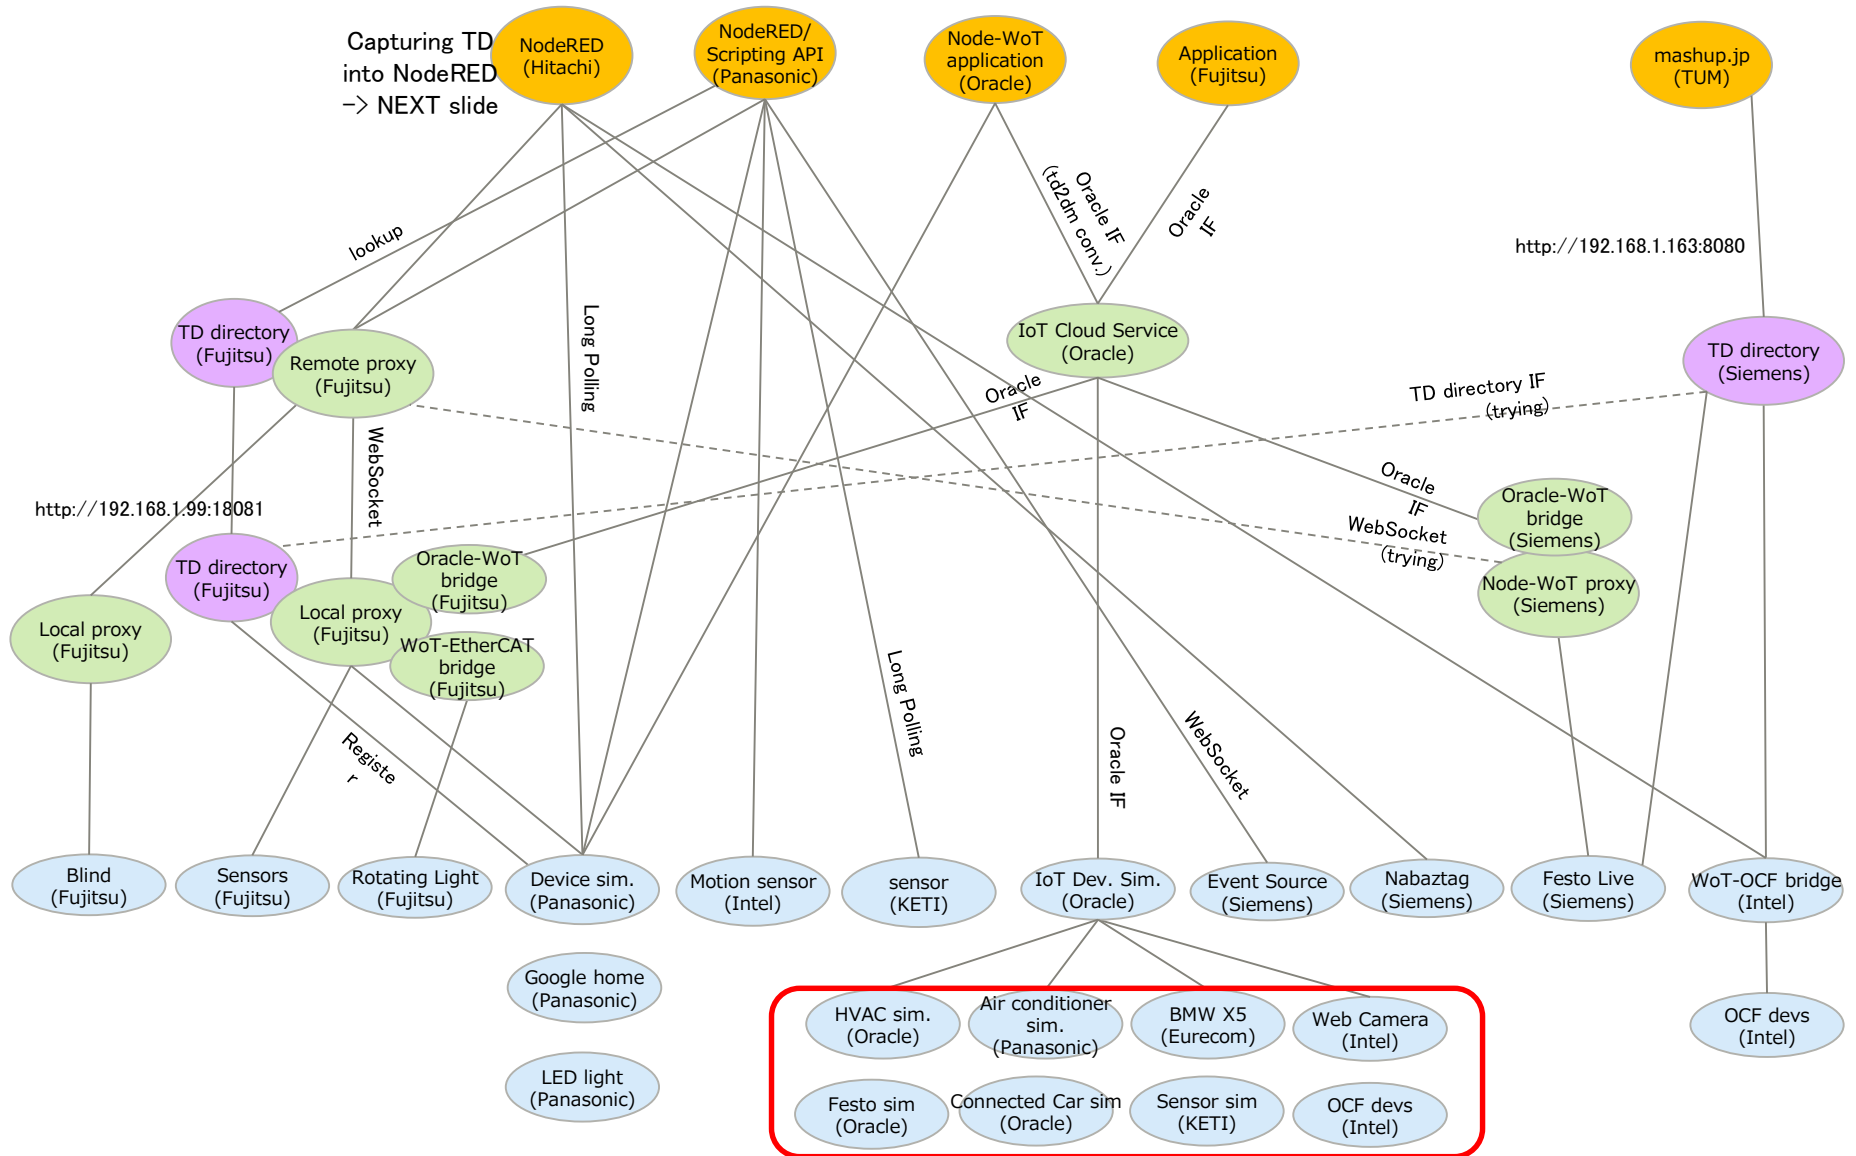 Capturing TD
into NodeRED
-> NEXT slide
NodeRED
(Hitachi)
NodeRED/
Scripting API
(Panasonic)
Node-WoT
application
(Oracle)
Application
(Fujitsu)
mashup.jp
(TUM)
lookup
Oracle IF
(td2dm conv.)
Oracle
IF
http://192.168.1.163:8080
TD directory
(Fujitsu)
Remote proxy
(Fujitsu)
Long Polling
IoT Cloud Service
(Oracle)
TD directory
(Siemens)
Oracle
IF
TD directory IF
(trying)
WebSocket
http://192.168.1.99:18081
Oracle
IF
WebSocket
(trying)
Oracle-WoT
bridge
(Siemens)
Node-WoT proxy
(Siemens)
TD directory
(Fujitsu)
Oracle-WoT
bridge
(Fujitsu)
Local proxy
(Fujitsu)
Local proxy
(Fujitsu)
WoT-EtherCAT
bridge
(Fujitsu)
Long Polling
Registe
r
Oracle IF
WebSocket
Blind
(Fujitsu)
Sensors
(Fujitsu)
Rotating Light
(Fujitsu)
Device sim.
(Panasonic)
Motion sensor
(Intel)
sensor
(KETI)
IoT Dev. Sim.
(Oracle)
Event Source
(Siemens)
Nabaztag
(Siemens)
Festo Live
(Siemens)
WoT-OCF bridge
(Intel)
Google home
(Panasonic)
HVAC sim.
(Oracle)
Air conditioner
sim.
(Panasonic)
BMW X5
(Eurecom)
Web Camera
(Intel)
OCF devs
(Intel)
LED light
(Panasonic)
Festo sim
(Oracle)
Connected Car sim
(Oracle)
Sensor sim
(KETI)
OCF devs
(Intel)